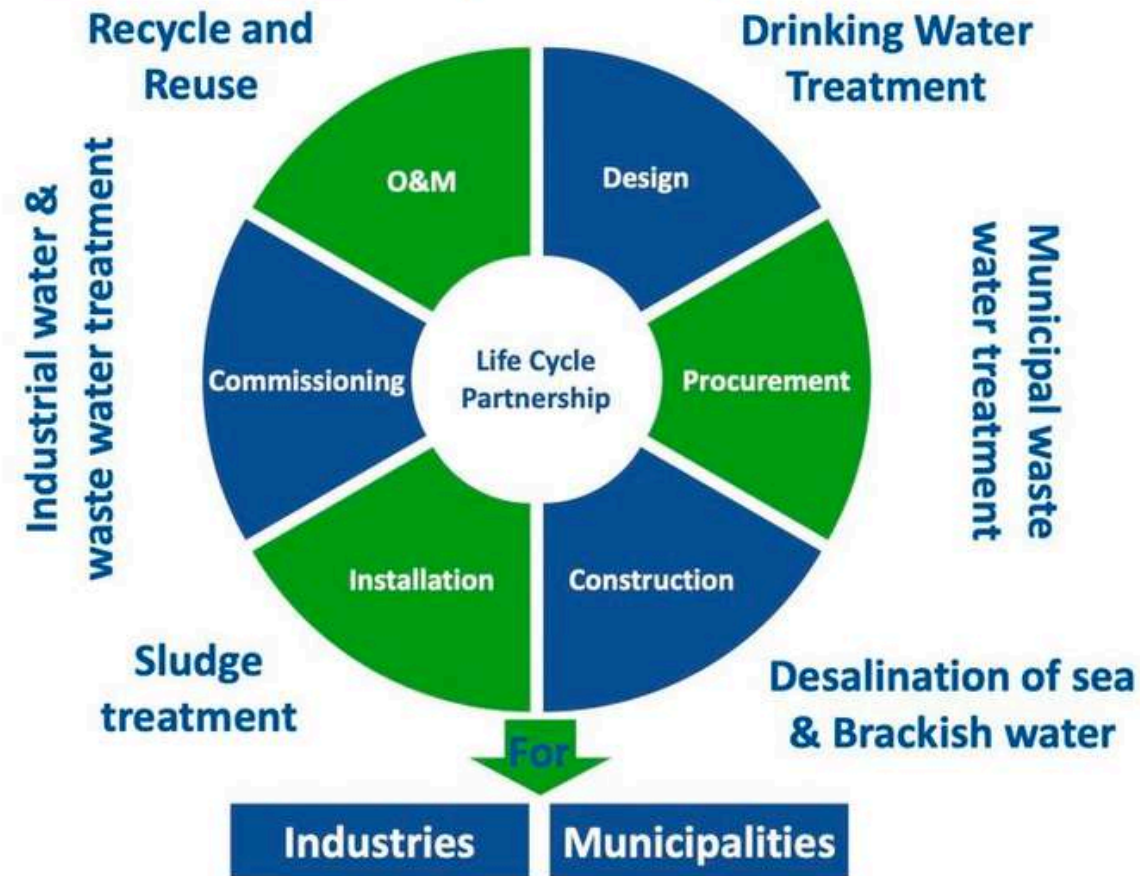 Recycle and
Reuse
Drinking Water
Treatment
O&M
Design
Industrial water &
waste water treatment
Municipal waste
water treatment
Commissioning
Life Cycle
Partnership
Procurement
Installation
Construction
Sludge
treatment
Desalination of sea
& Brackish water
For
Industries
Municipalities